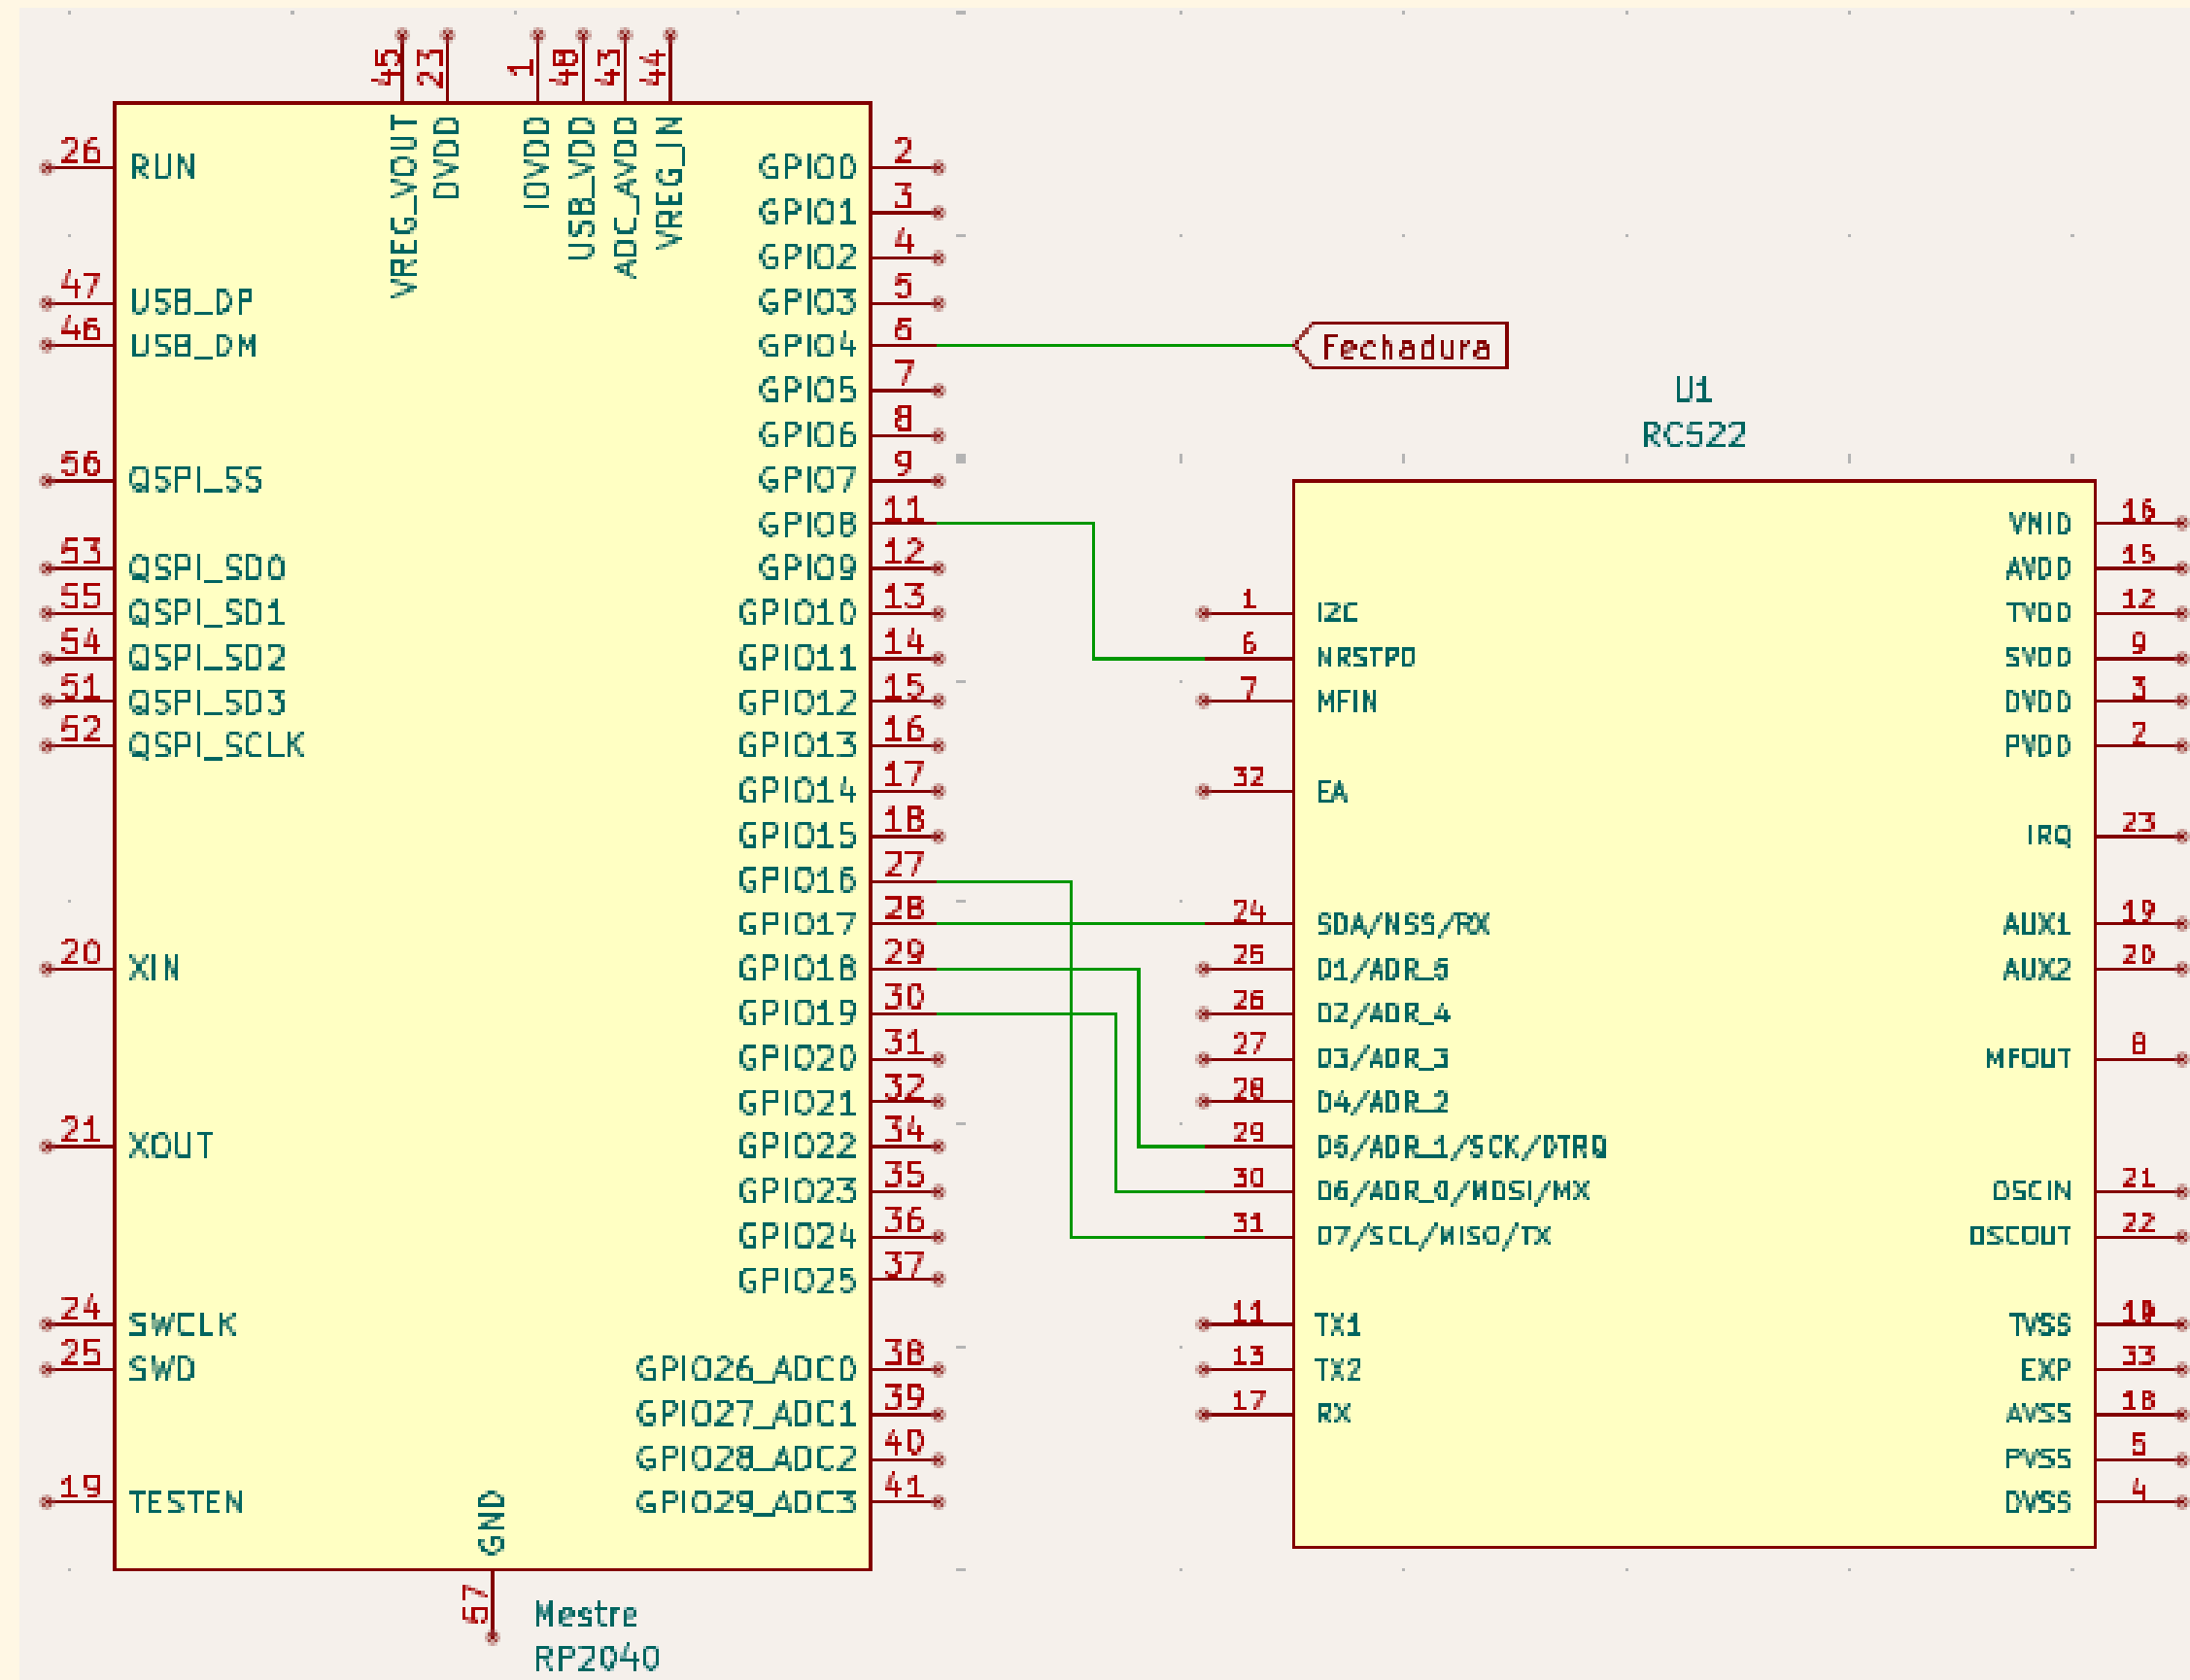 45 23 1 48 43 44
VREG_VOUT DVDD IOVDD USB_VDD ADC_AVDD VREG_IN
26 RUN
47 USB_DP
46 USB_DM
56 QSPI_SS
53 QSPI_SD0
55 QSPI_SD1
54 QSPI_SD2
51 QSPI_SD3
52 QSPI_SCLK
20 XIN
21 XOUT
24 SWCLK
25 SWD
19 TESTEN
GPIO0 2
GPIO1 3
GPIO2 4
GPIO3 5
GPIO4 6
GPIO5 7
GPIO6 8
GPIO7 9
GPIO8 11
GPIO9 12
GPIO10 13
GPIO11 14
GPIO12 15
GPIO13 16
GPIO14 17
GPIO15 18
GPIO16 27
GPIO17 28
GPIO18 29
GPIO19 30
GPIO20 31
GPIO21 32
GPIO22 34
GPIO23 35
GPIO24 36
GPIO25 37
GPIO26_ADC0 38
GPIO27_ADC1 39
GPIO28_ADC2 40
GPIO29_ADC3 41
GND
57
Mestre
RP2040
Fechadura
U1
RC522
1 I2C
6 NRSTPD
7 MFIN
32 EA
24 SDA/NSS/RX
25 D1/ADR_5
26 D2/ADR_4
27 D3/ADR_3
28 D4/ADR_2
29 D5/ADR_1/SCK/DTRQ
30 D6/ADR_0/MOSI/MX
31 D7/SCL/MISO/TX
11 TX1
13 TX2
17 RX
VNID 16
AVDD 15
TVDD 12
SVDD 9
DVDD 3
PVDD 2
IRQ 23
AUX1 19
AUX2 20
MFOUT 8
OSCIN 21
OSCOUT 22
TVSS
EXP 33
AVSS 18
PVSS 5
DVSS 4